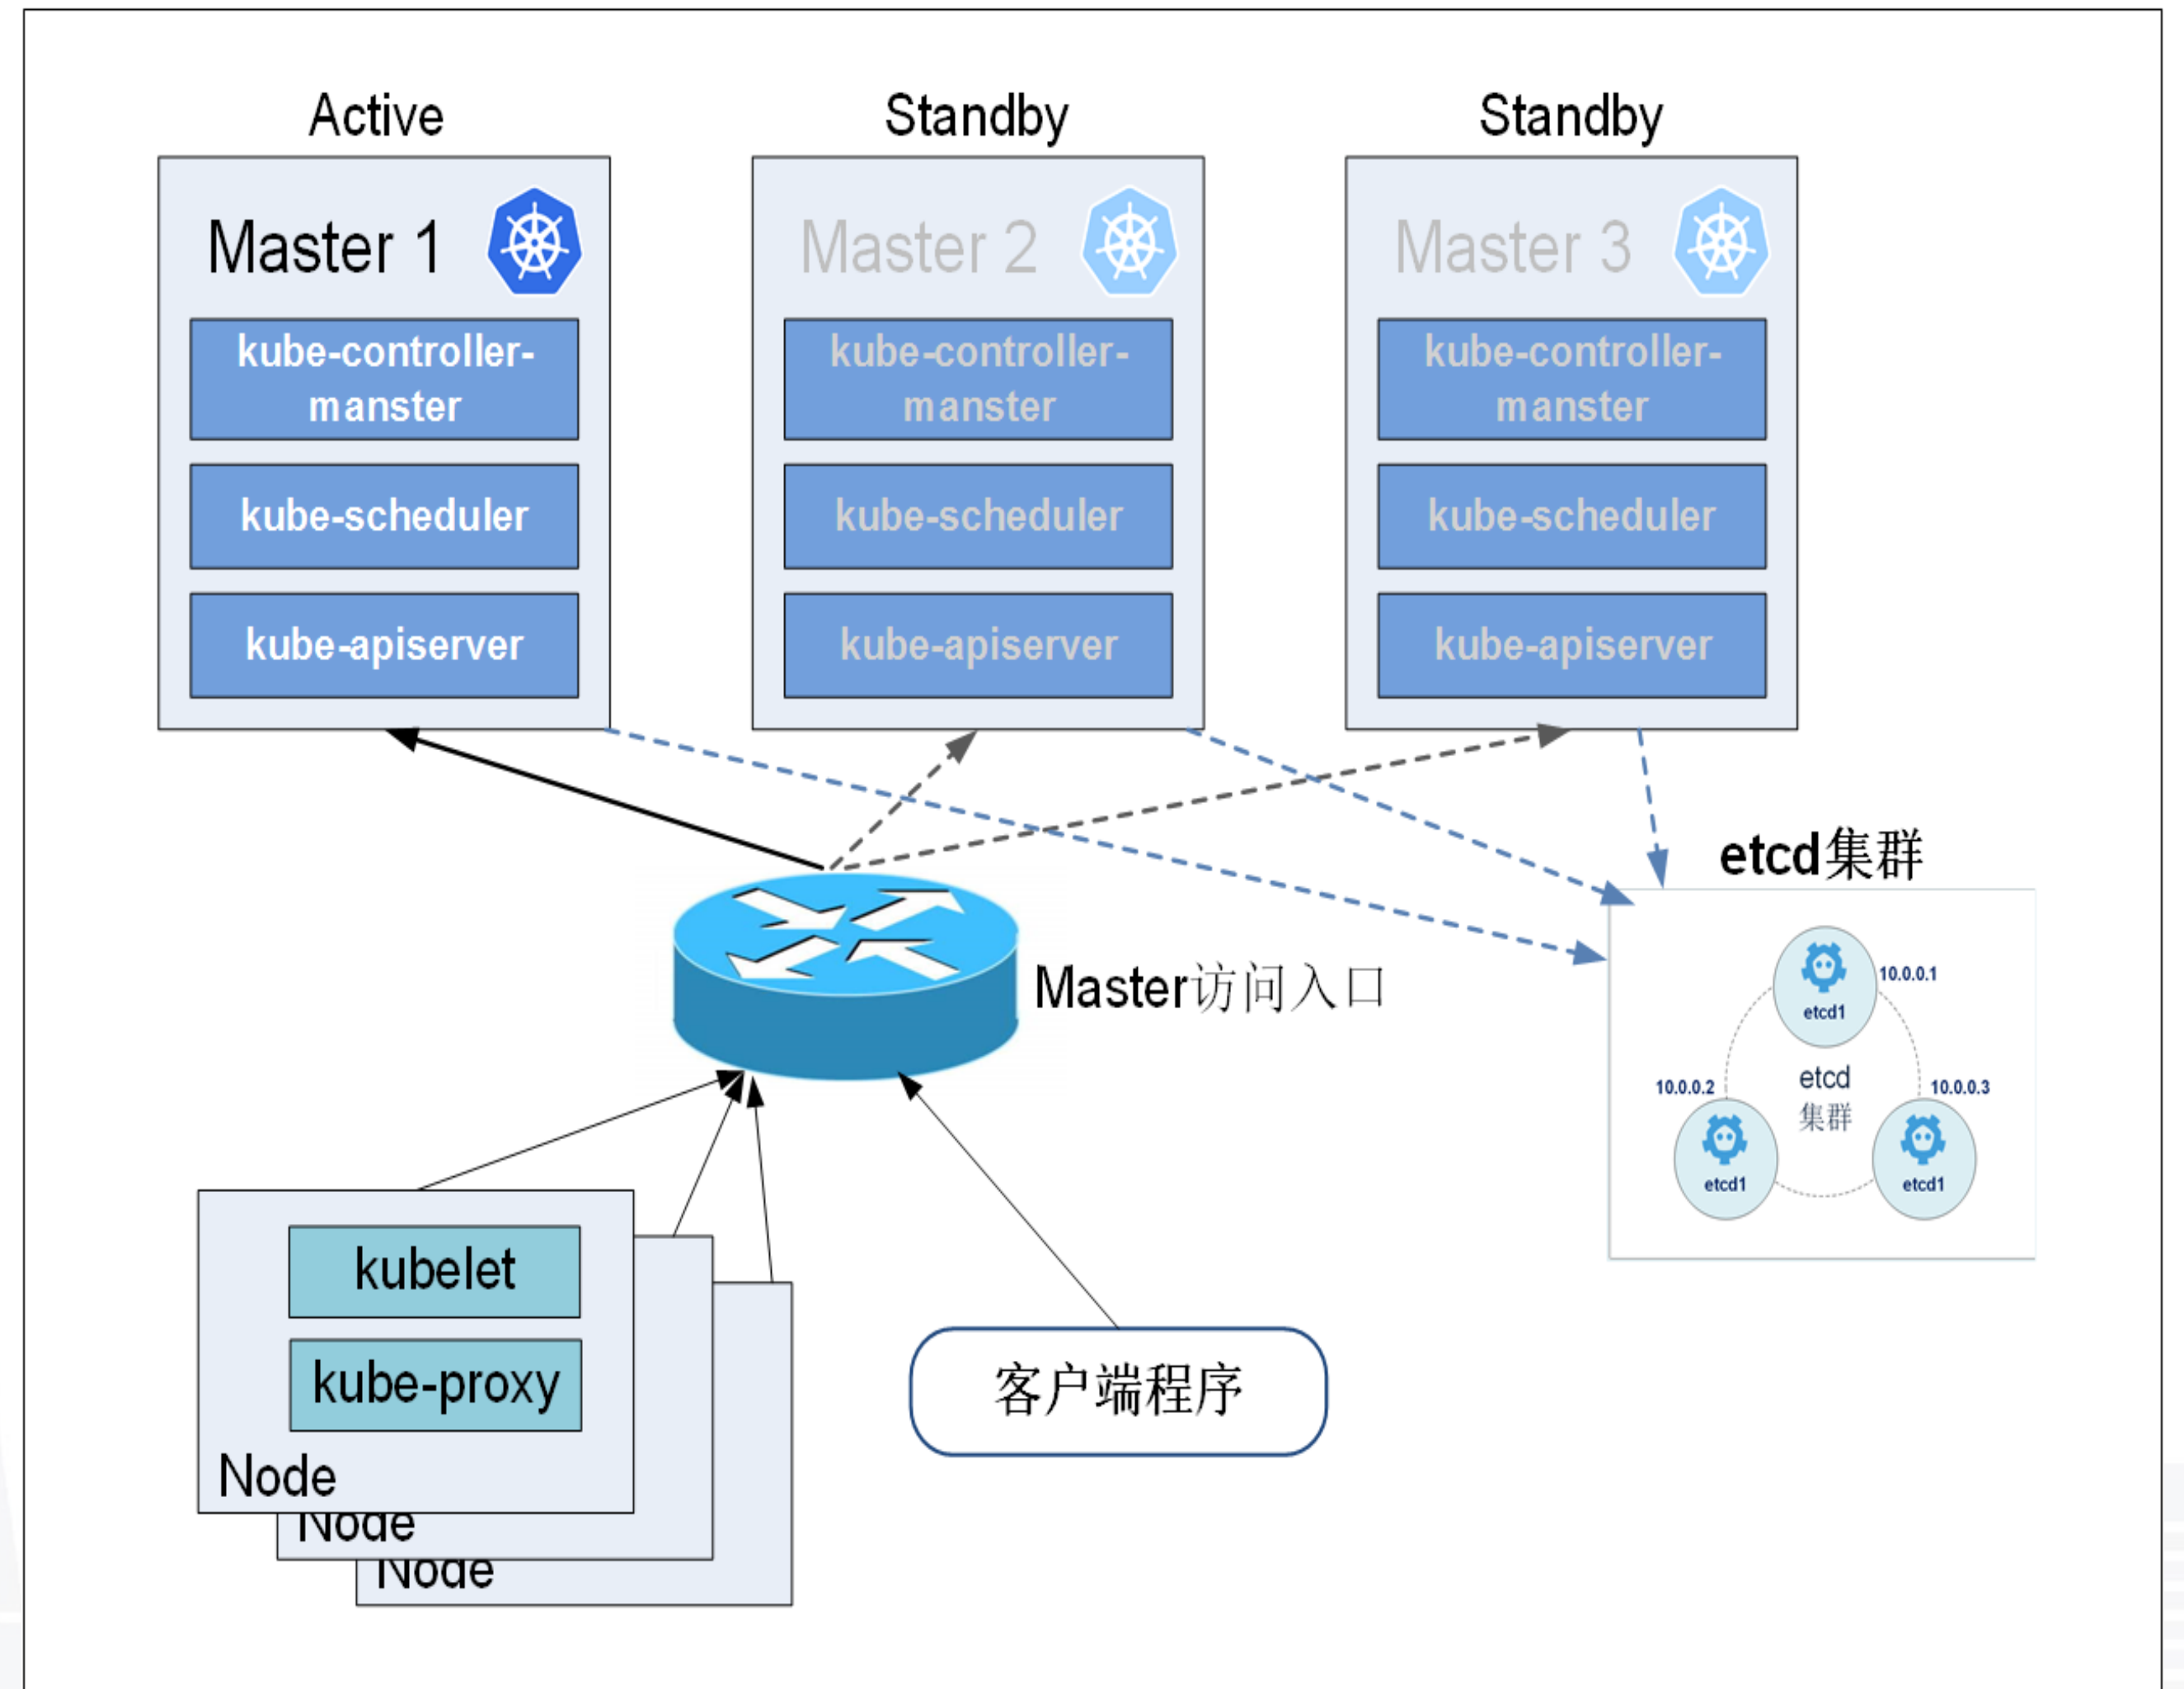 Active
Standby
Standby
Master 1
Master 2
Master 3
kube-controller-
manster
kube-controller-
manster
kube-controller-
manster
kube-scheduler
kube-scheduler
kube-scheduler
kube-apiserver
kube-apiserver
kube-apiserver
etcd集群
Master访问入口
10.0.0.1
etcd1
etcd
集群
10.0.0.2
10.0.0.3
etcd1
etcd1
kubelet
kube-proxy
Node
Node
Node
客户端程序